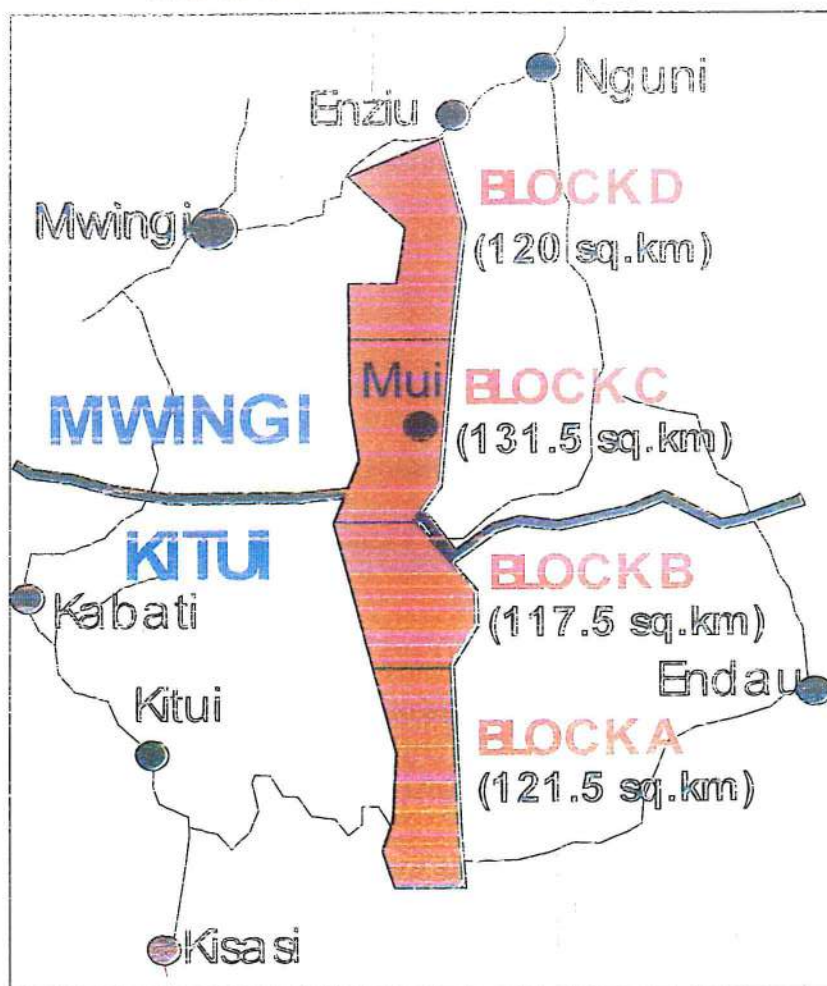 Nguni
Enziu
BLOCK D
Mwingi
(120 sq.km)
Mui
BLOCK C
MWINGI
(131.5 sq.km)
KITUI
BLOCK B
Kabati
(117.5 sq.km)
Endau
Kitui
BLOCK A
(121.5 sq.km)
Kisasi